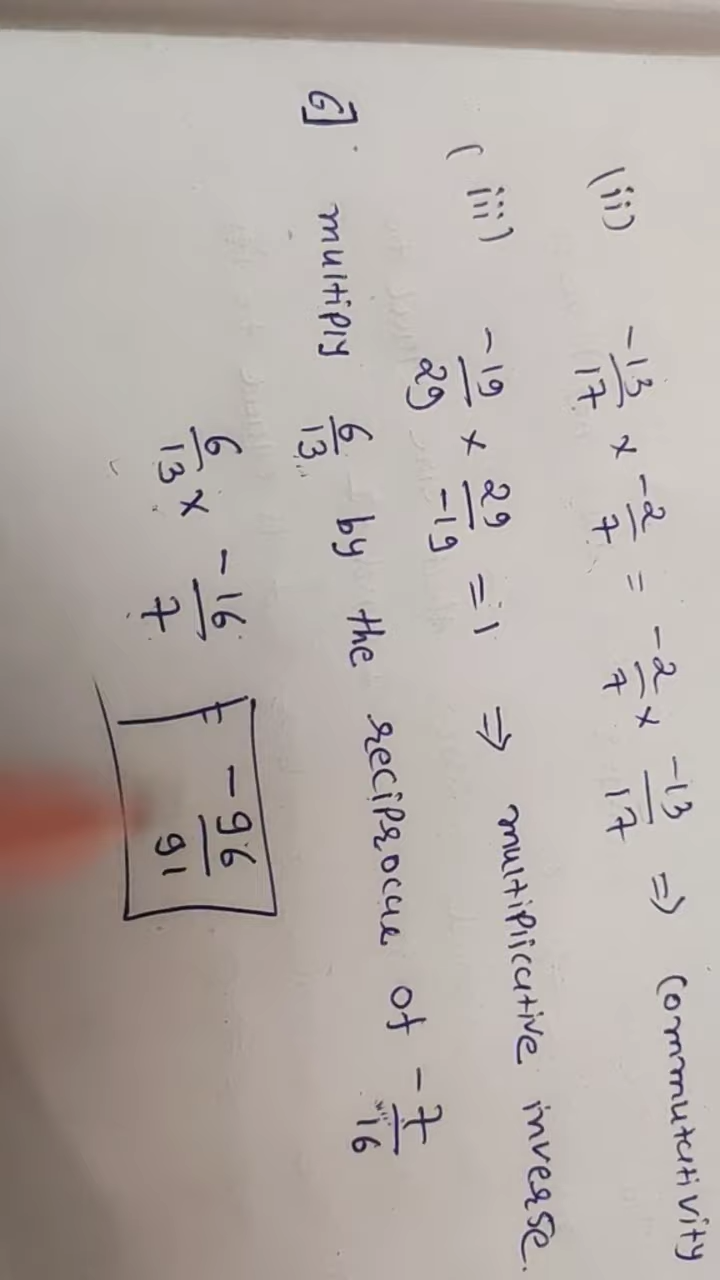 (ii) -13/17 × -2/7 = -2/7 × -13/17 ⇒ Commutativity
(iii) -19/29 × 29/-19 = 1 ⇒ multiplicative inverse.
6] multiply 6/13 by the reciprocal of -7/16
6/13 × -16/7 = -96/91